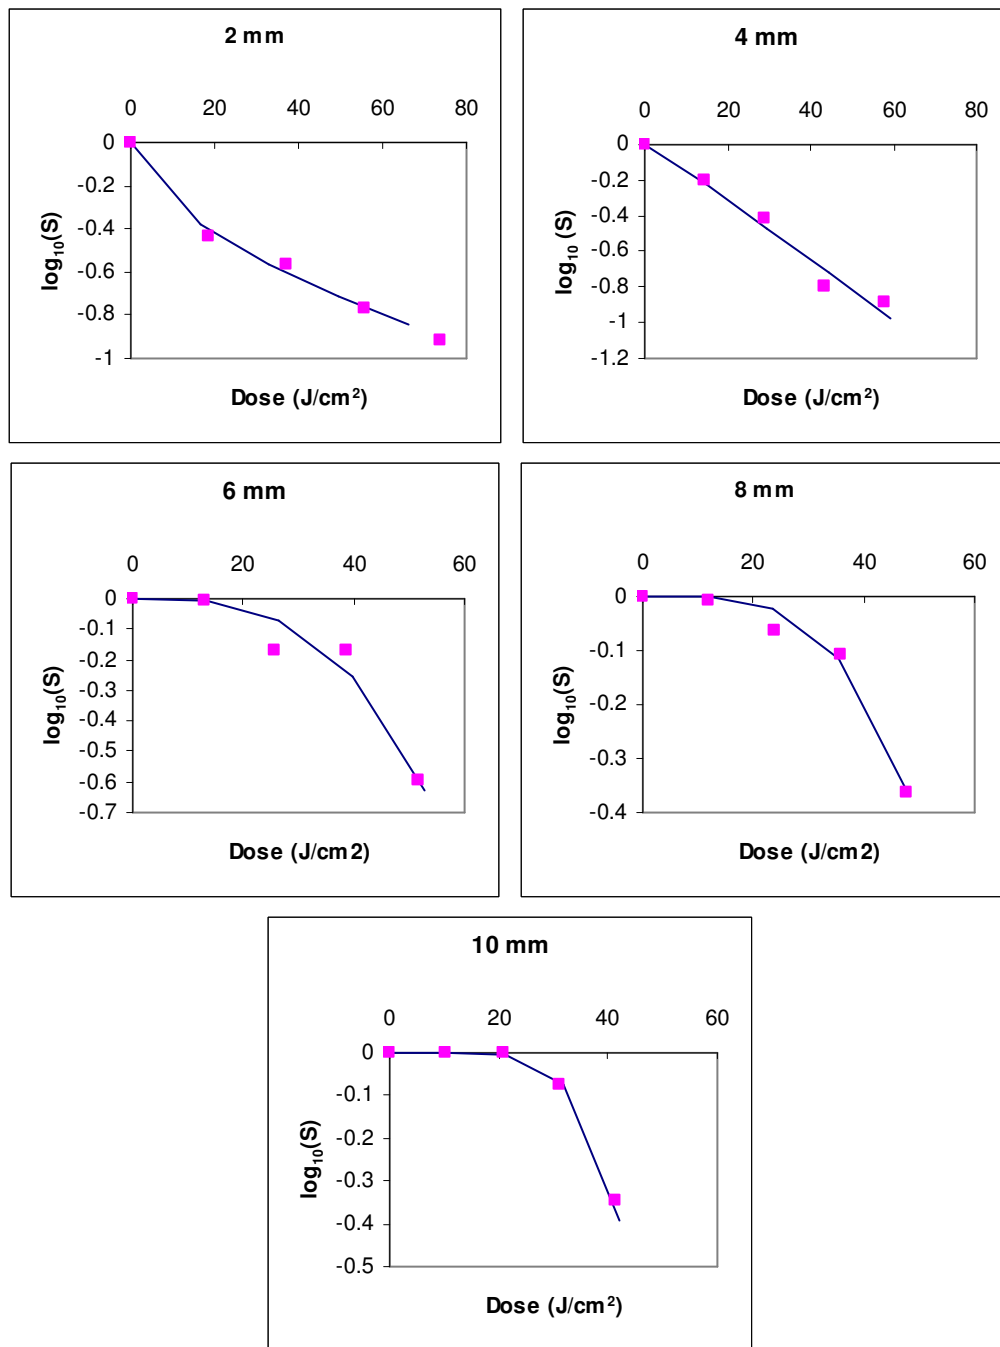 2 mm
0 20 40 60 80
0
-0.2
-0.4
-0.6
-0.8
-1
log₁₀(S)
Dose (J/cm²)
4 mm
0 20 40 60 80
0
-0.2
-0.4
-0.6
-0.8
-1
-1.2
log₁₀ (S)
Dose (J/cm²)
6 mm
0 20 40 60
0
-0.1
-0.2
-0.3
-0.4
-0.5
-0.6
-0.7
log₁₀(S)
Dose (J/cm2)
8 mm
0 20 40 60
0
-0.1
-0.2
-0.3
-0.4
log₁₀(S)
Dose (J/cm2)
10 mm
0 20 40 60
0
-0.1
-0.2
-0.3
-0.4
-0.5
log₁₀(S)
Dose (J/cm²)